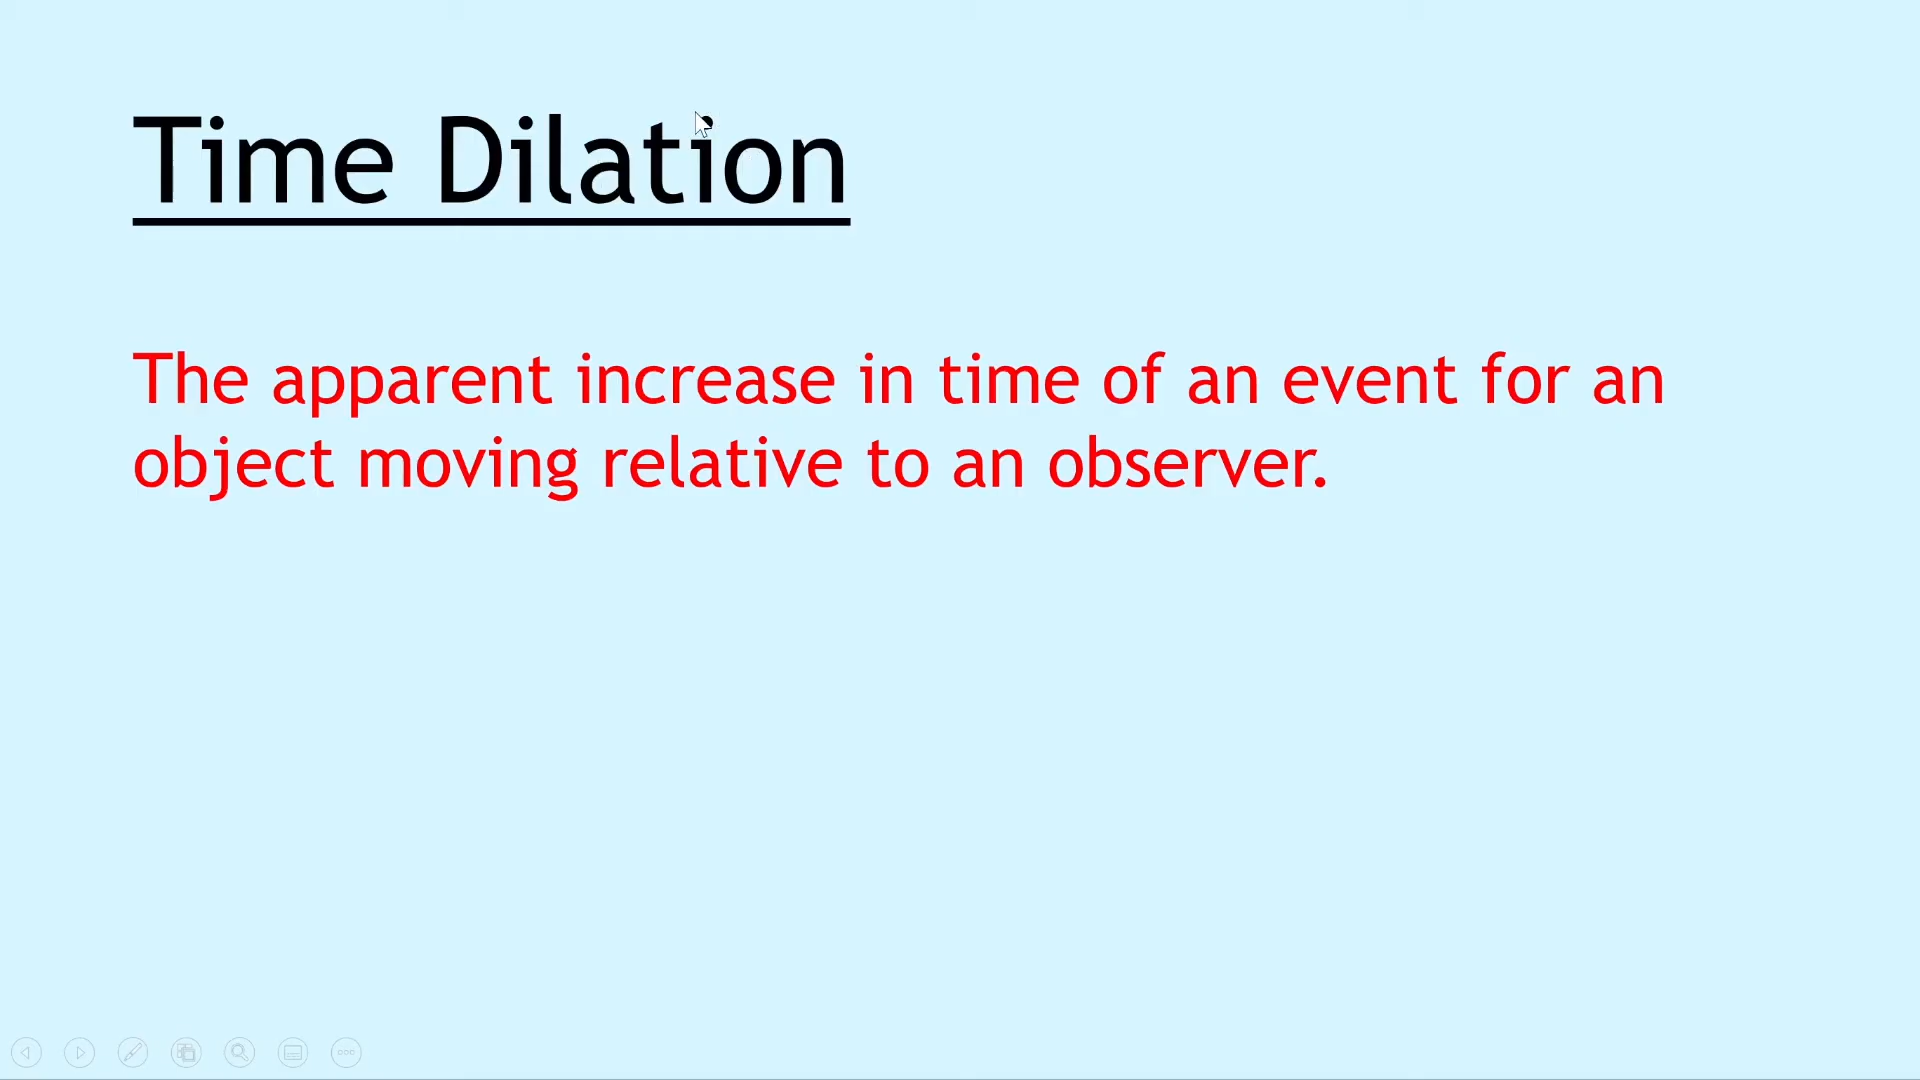 Time Dilation
The apparent increase in time of an event for an
object moving relative to an observer.